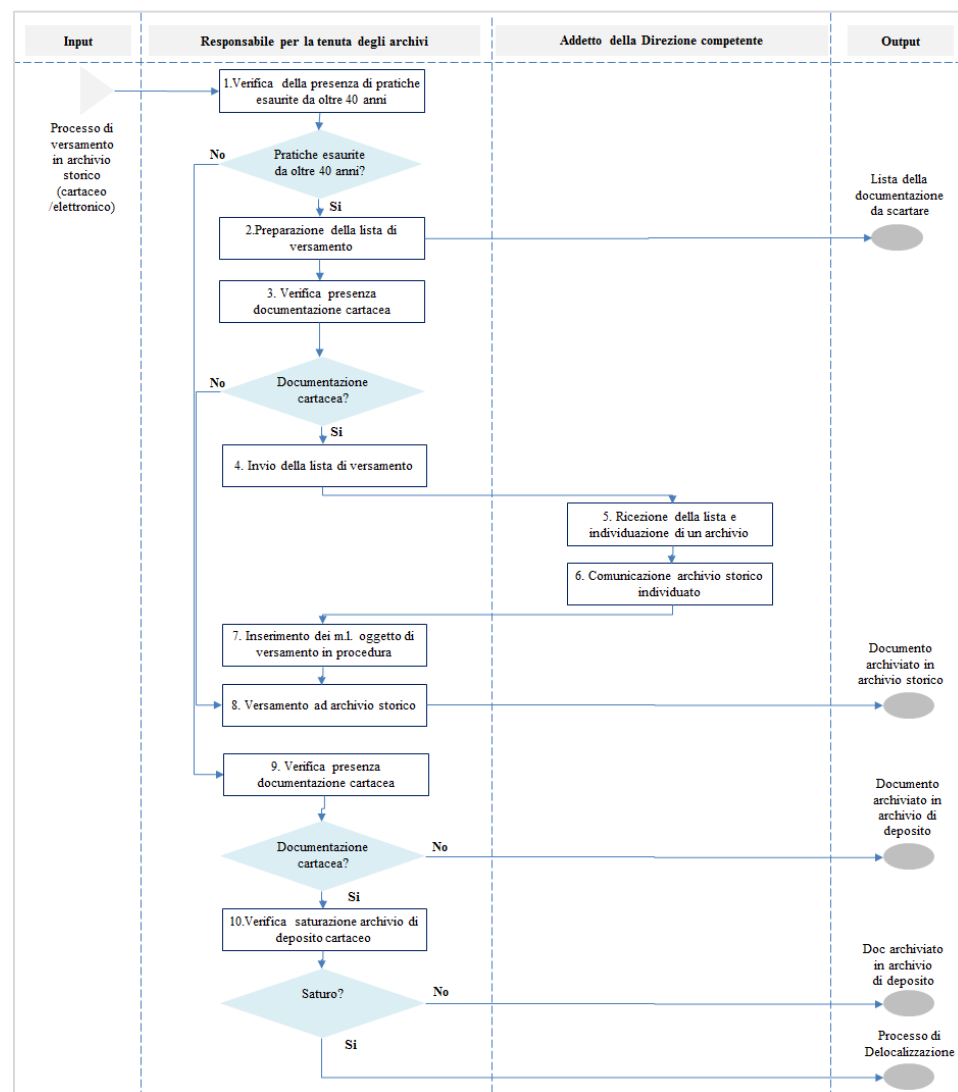 Input
Responsabile per la tenuta degli archivi
Addetto della Direzione competente
Output
Processo di
versamento
in archivio
storico
(cartaceo
/elettronico)
1.Verifica della presenza di pratiche
esaurite da oltre 40 anni
No
Pratiche esaurite
da oltre 40 anni?
Si
Lista della
documentazione
da scartare
2.Preparazione della lista di
versamento
3. Verifica presenza
documentazione cartacea
No
Documentazione
cartacea?
Si
4. Invio della lista di versamento
5. Ricezione della lista e
individuazione di un archivio
6. Comunicazione archivio storico
individuato
7. Inserimento dei m.l. oggetto di
versamento in procedura
Documento
archiviato in
archivio storico
8. Versamento ad archivio storico
9. Verifica presenza
documentazione cartacea
Documento
archiviato in
archivio di
deposito
Documentazione
cartacea?
No
Si
10.Verifica saturazione archivio di
deposito cartaceo
Doc archiviato
in archivio
di deposito
Saturo?
No
Si
Processo di
Delocalizzazione